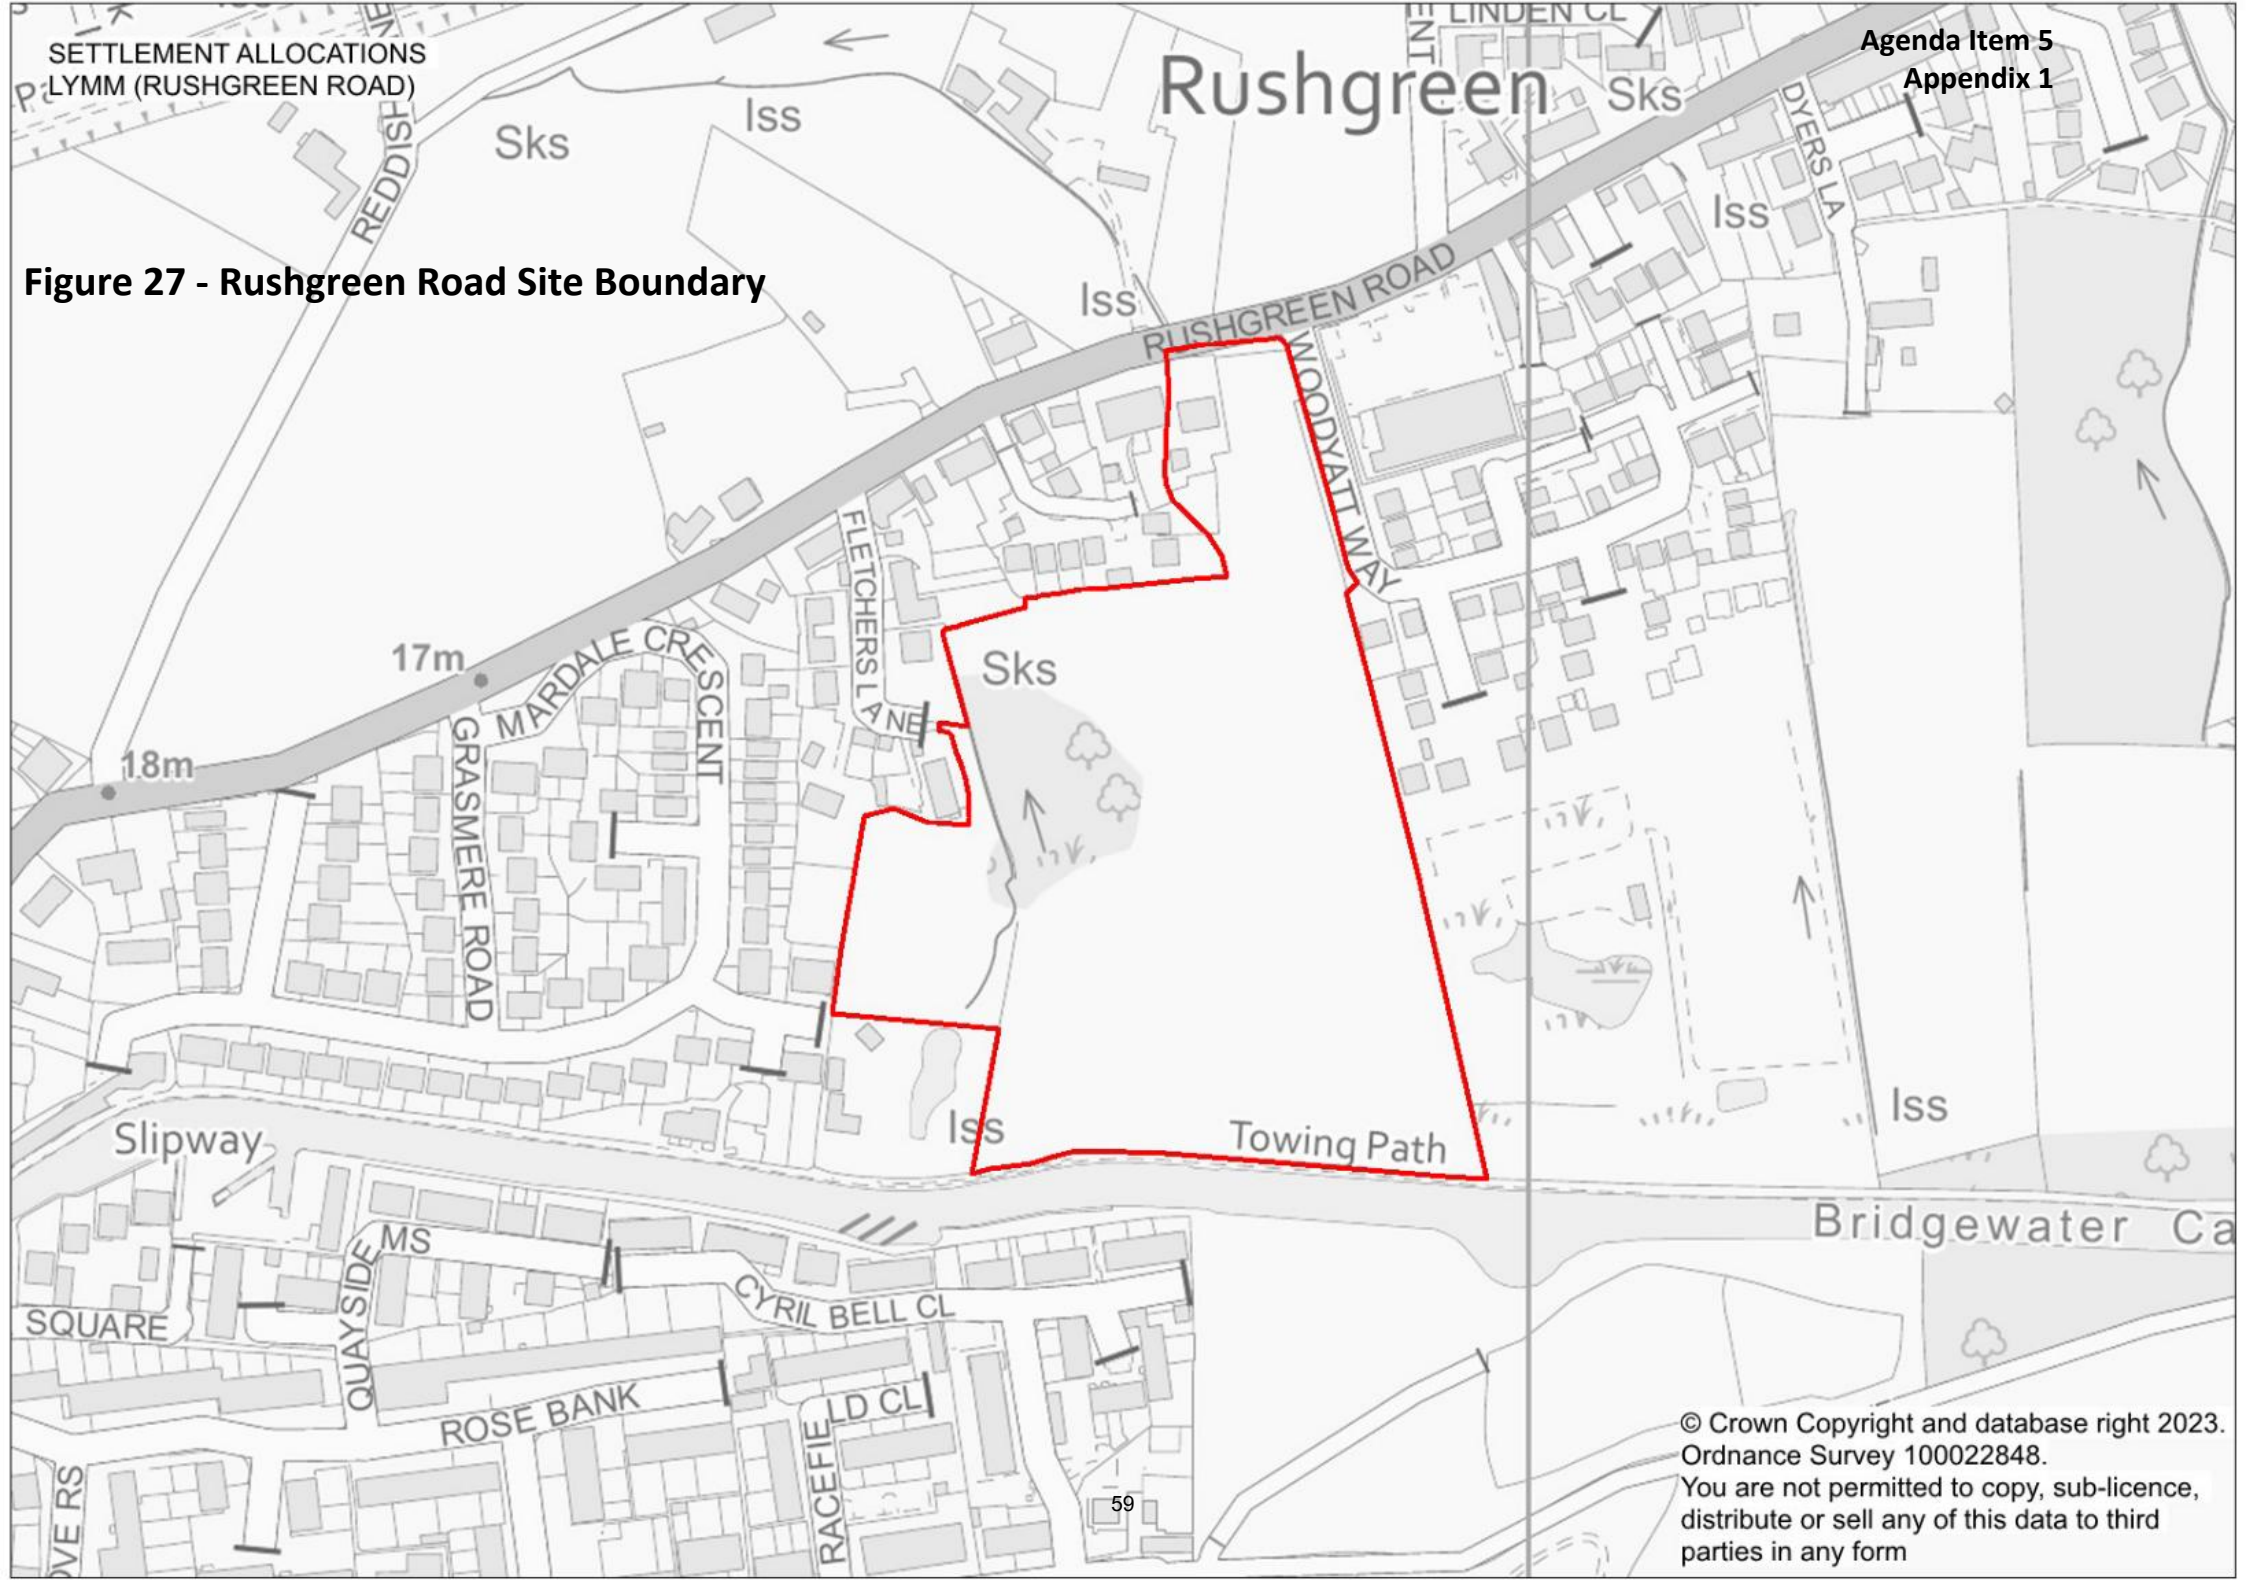 SETTLEMENT ALLOCATIONS
LYMM (RUSHGREEN ROAD)
Agenda Item 5
Appendix 1
LINDEN CL
Rushgreen
Sks
Iss
Sks
REDDISH
DYERS LA
Iss
Figure 27 - Rushgreen Road Site Boundary
Iss
RUSHGREEN ROAD
WOODYATT WAY
FLETCHERS LANE
Sks
17m
MARDALE CRESCENT
GRASMERE ROAD
18m
Iss
Iss
Towing Path
Slipway
Bridgewater Ca
MS
QUAYSIDE
CYRIL BELL CL
SQUARE
ROSE BANK
RACEFIELD CL
59
© Crown Copyright and database right 2023.
Ordnance Survey 100022848.
You are not permitted to copy, sub-licence,
distribute or sell any of this data to third
parties in any form